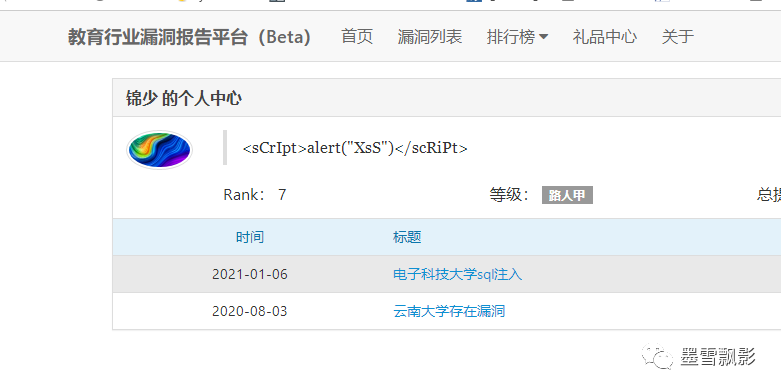 教育行业漏洞报告平台（Beta） 首页 漏洞列表 排行榜 礼品中心 关于
锦少 的个人中心
<sCrIpt>alert("XsS")</scRiPt>
Rank： 7 等级： 路人甲 总提
时间 标题
2021-01-06 电子科技大学sql注入
2020-08-03 云南大学存在漏洞
墨雪飘影